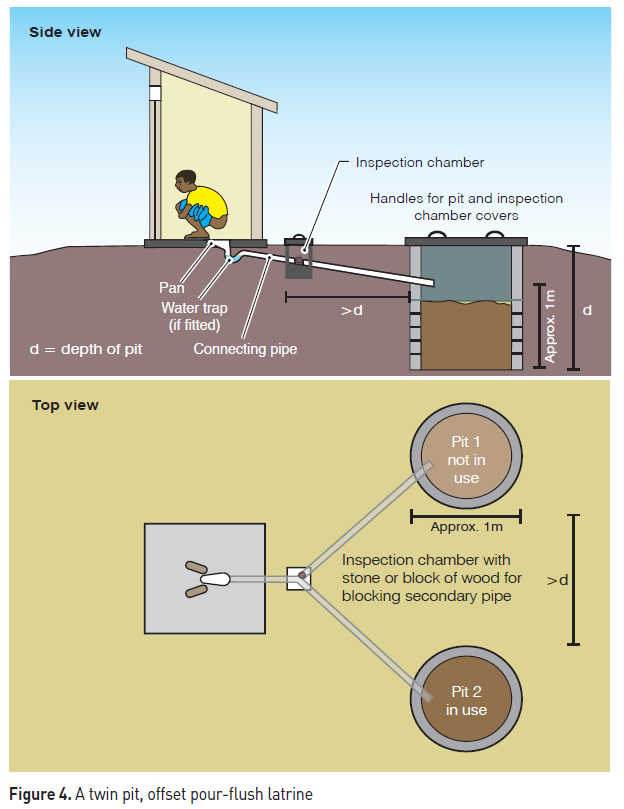 Side view
Inspection chamber
Handles for pit and inspection
chamber covers
Pan
Water trap
(if fitted)
>d
Approx. 1m
d
d = depth of pit
Connecting pipe
Top view
Pit 1
not in
use
Approx. 1m
Inspection chamber with
stone or block of wood for
blocking secondary pipe
>d
Pit 2
in use
Figure 4. A twin pit, offset pour-flush latrine